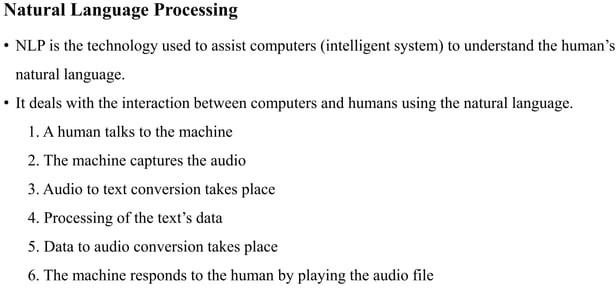 Natural Language Processing
• NLP is the technology used to assist computers (intelligent system) to understand the human’s
natural language.
• It deals with the interaction between computers and humans using the natural language.
1. A human talks to the machine
2. The machine captures the audio
3. Audio to text conversion takes place
4. Processing of the text’s data
5. Data to audio conversion takes place
6. The machine responds to the human by playing the audio file